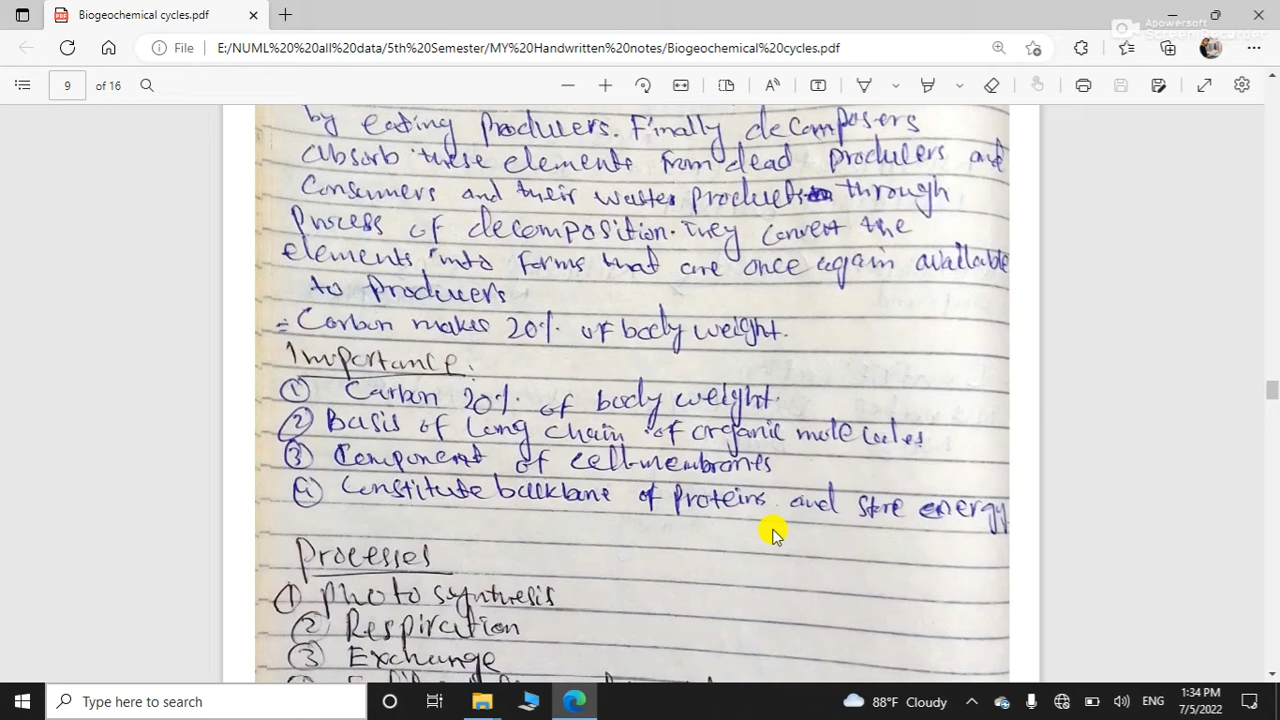 Biogeochemical cycles.pdf
Apowersoft
Screen Recorder
File E:/NUML%20%20all%20data/5th%20Semester/MY%20Handwritten%20notes/Biogeochemical%20cycles.pdf
9 of 16
by eating producers. Finally decomposers
absorb these elements from dead producers and
Consumers and their waste products through
process of decomposition. They convert the
elements into forms that are once again available
to producers
= Carbon makes 20% of body weight.
Importance:
① Carbon 20% of body weight.
② Basis of long chain of organic molecules
③ Component of cell-membranes
④ Constitute backbone of proteins and store energy
Processes
① Photosynthesis
② Respiration
③ Exchange
Type here to search
88°F Cloudy
ENG
1:34 PM
7/5/2022